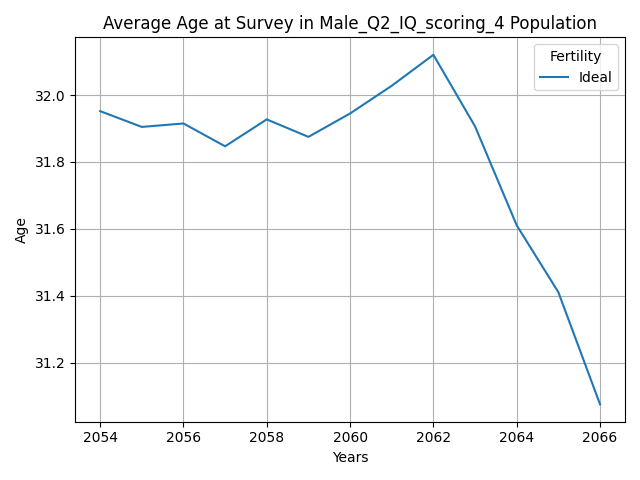 Average Age at Survey in Male_Q2_IQ_scoring_4 Population
Fertility
Ideal
32.0
31.8
31.6
31.4
31.2
Age
2054 2056 2058 2060 2062 2064 2066
Years